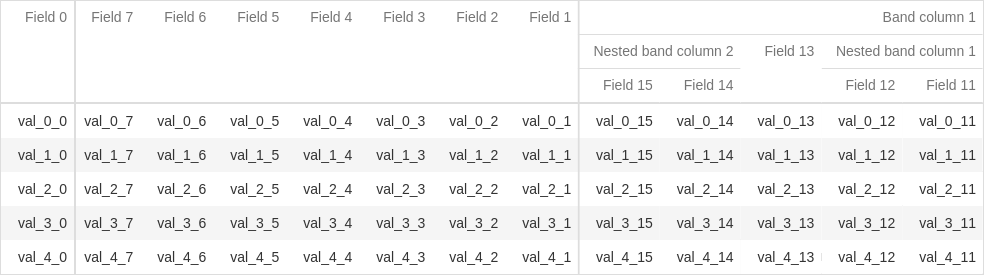 Field 0 Field 7 Field 6 Field 5 Field 4 Field 3 Field 2 Field 1 Band column 1
Nested band column 2 Field 13 Nested band column 1
Field 15 Field 14 Field 12 Field 11
val_0_0 val_0_7 val_0_6 val_0_5 val_0_4 val_0_3 val_0_2 val_0_1 val_0_15 val_0_14 val_0_13 val_0_12 val_0_11
val_1_0 val_1_7 val_1_6 val_1_5 val_1_4 val_1_3 val_1_2 val_1_1 val_1_15 val_1_14 val_1_13 val_1_12 val_1_11
val_2_0 val_2_7 val_2_6 val_2_5 val_2_4 val_2_3 val_2_2 val_2_1 val_2_15 val_2_14 val_2_13 val_2_12 val_2_11
val_3_0 val_3_7 val_3_6 val_3_5 val_3_4 val_3_3 val_3_2 val_3_1 val_3_15 val_3_14 val_3_13 val_3_12 val_3_11
val_4_0 val_4_7 val_4_6 val_4_5 val_4_4 val_4_3 val_4_2 val_4_1 val_4_15 val_4_14 val_4_13 val_4_12 val_4_11